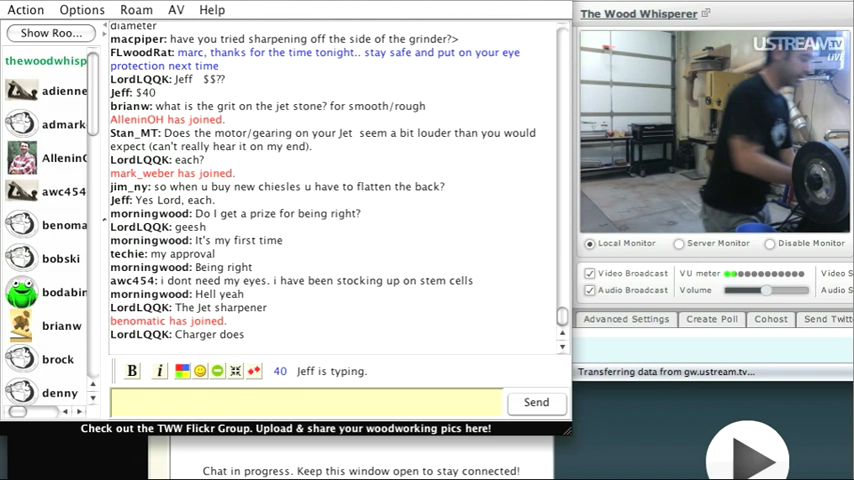 Action Options Roam AV Help
Show Roo...
thewoodwhisp
adienne
admark
AlleninO
awc454
benoma
bobski
bodabin
brianw
brock
denny
diameter
macpiper: have you tried sharpening off the side of the grinder?>
FLwoodRat: marc, thanks for the time tonight.. stay safe and put on your eye
protection next time
LordLQQK: Jeff $$??
Jeff: $40
brianw: what is the grit on the jet stone? for smooth/rough
AlleninOH has joined.
Stan_MT: Does the motor/gearing on your Jet seem a bit louder than you would
expect (can't really hear it on my end).
LordLQQK: each?
mark_weber has joined.
jim_ny: so when u buy new chiesles u have to flatten the back?
Jeff: Yes Lord, each.
morningwood: Do I get a prize for being right?
LordLQQK: geesh
morningwood: It's my first time
techie: my approval
morningwood: Being right
awc454: i dont need my eyes. i have been stocking up on stem cells
morningwood: Hell yeah
LordLQQK: The Jet sharpener
benomatic has joined.
LordLQQK: Charger does
B i 40 Jeff is typing.
Send
Check out the TWW Flickr Group. Upload & share your woodworking pics here!
Chat in progress. Keep this window open to stay connected!
The Wood Whisperer
USTREAM.TV
LIVE
Local Monitor Server Monitor Disable Monitor
Video Broadcast VU meter Video S
Audio Broadcast Volume Audio S
Advanced Settings Create Poll Cohost Send Twitt
Transferring data from gw.ustream.tv...